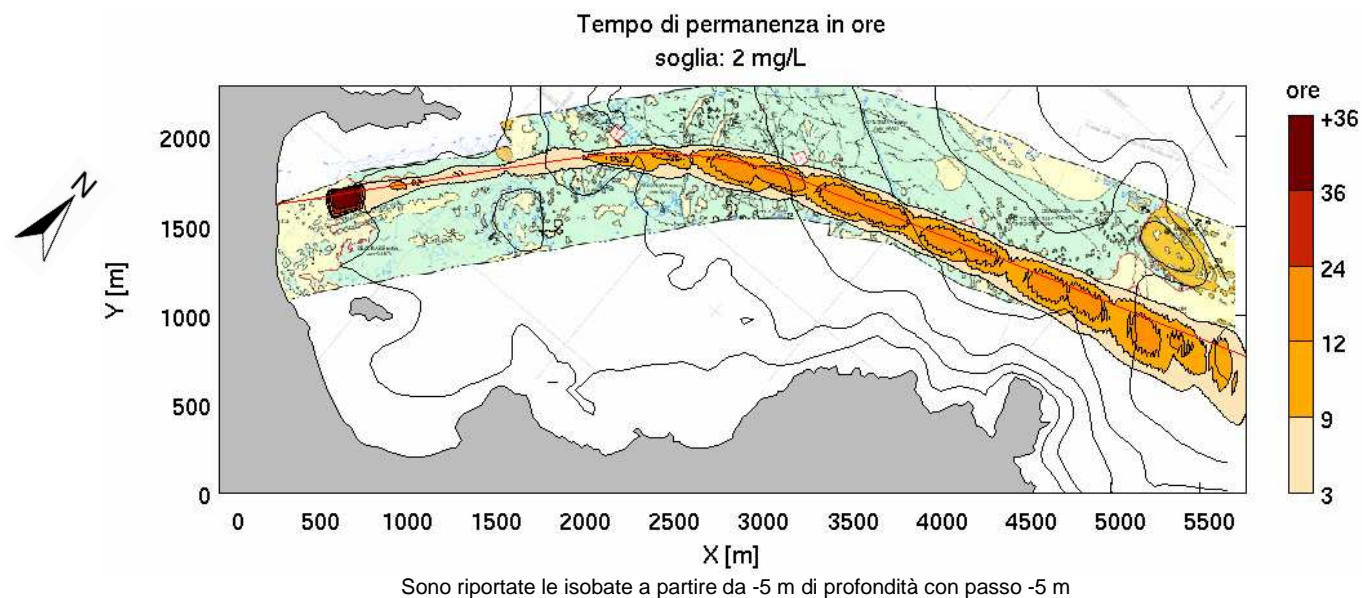 Tempo di permanenza in ore
soglia: 2 mg/L
ore
+36
36
24
12
9
3
N
Y [m]
2000
1500
1000
500
0
0 500 1000 1500 2000 2500 3000 3500 4000 4500 5000 5500
X [m]
Sono riportate le isobate a partire da -5 m di profondità con passo -5 m